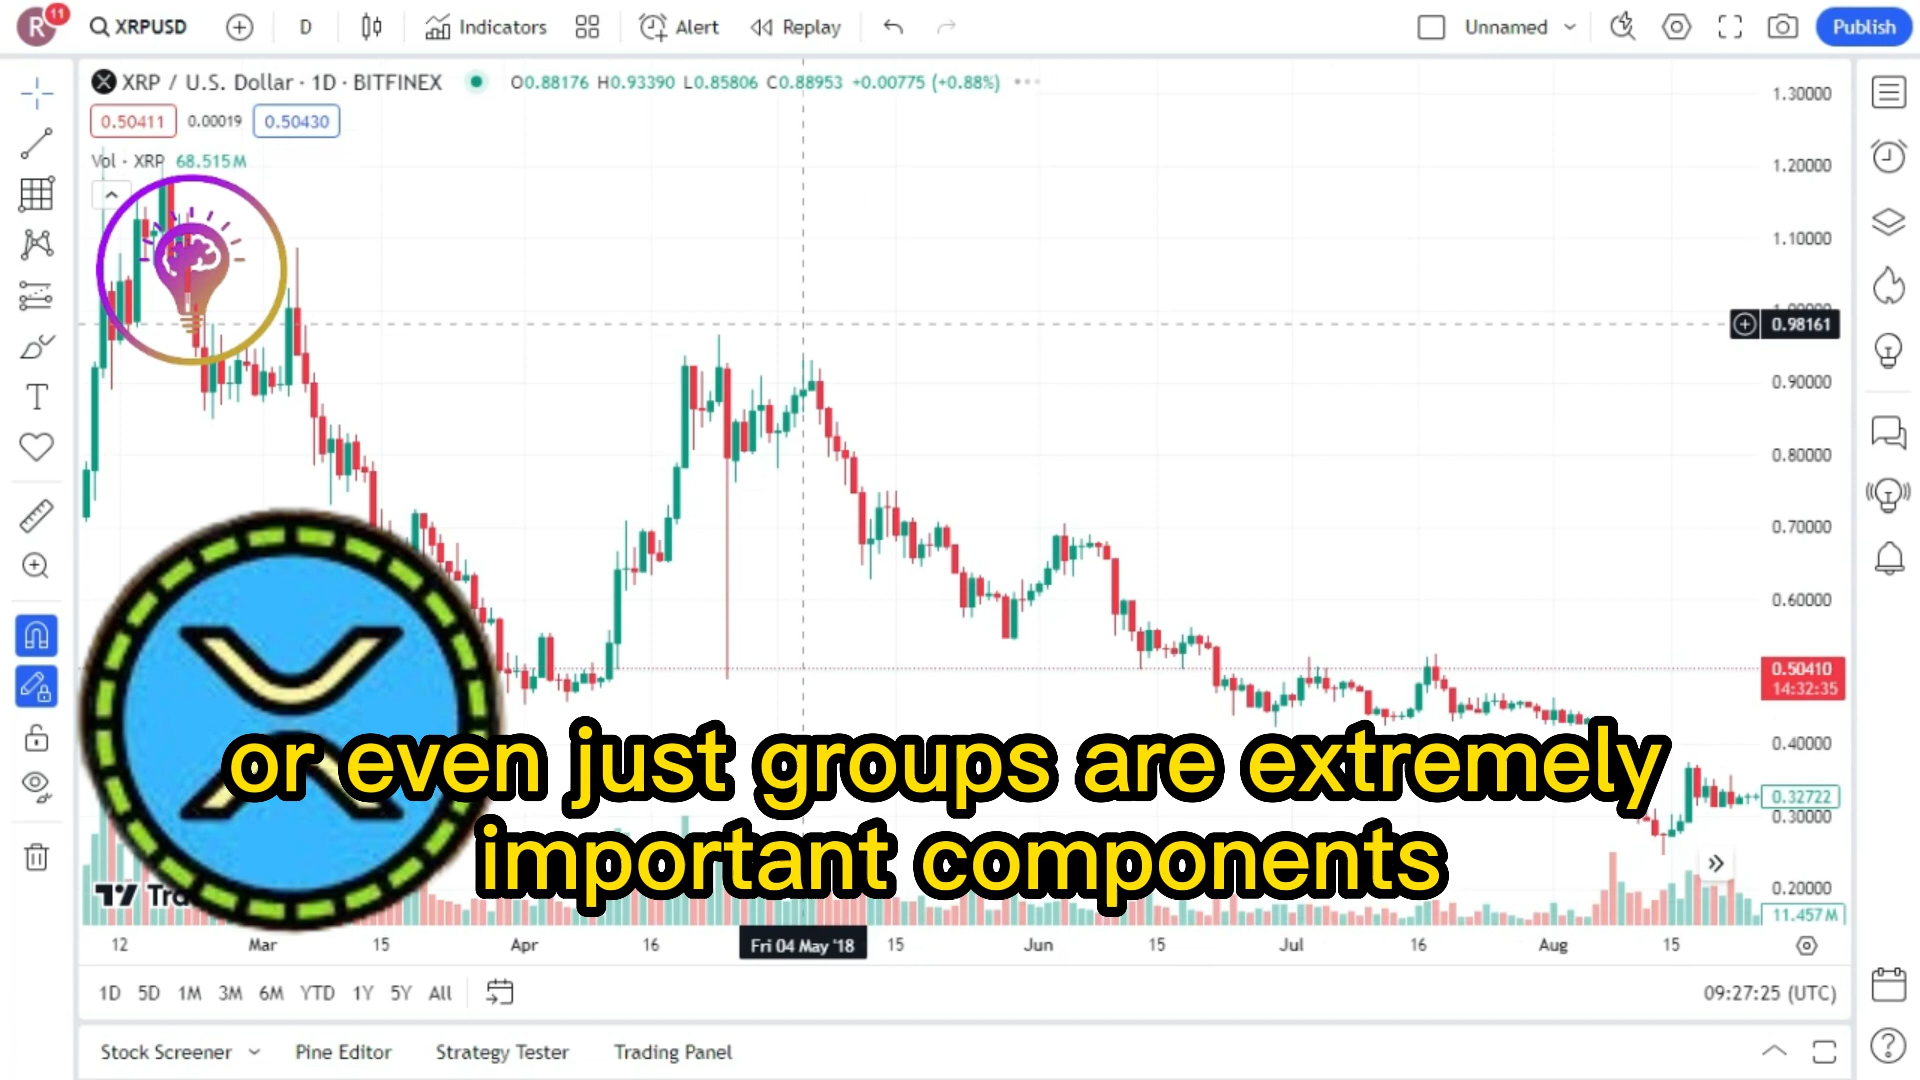 R 11 XRPUSD D Indicators Alert Replay Unnamed Publish
XRP / U.S. Dollar · 1D · BITFINEX O0.88176 H0.93390 L0.85806 C0.88953 +0.00775 (+0.88%)
0.50411 0.00019 0.50430
Vol · XRP 68.515M
1.30000
1.20000
1.10000
0.98161
0.90000
0.80000
0.70000
0.60000
0.50410
14:32:35
or even just groups are extremely
important components
0.40000
0.32722
0.30000
0.20000
11.457M
12 Mar 15 Apr 16 Fri 04 May '18 15 Jun 15 Jul 16 Aug 15
1D 5D 1M 3M 6M YTD 1Y 5Y All 09:27:25 (UTC)
Stock Screener Pine Editor Strategy Tester Trading Panel